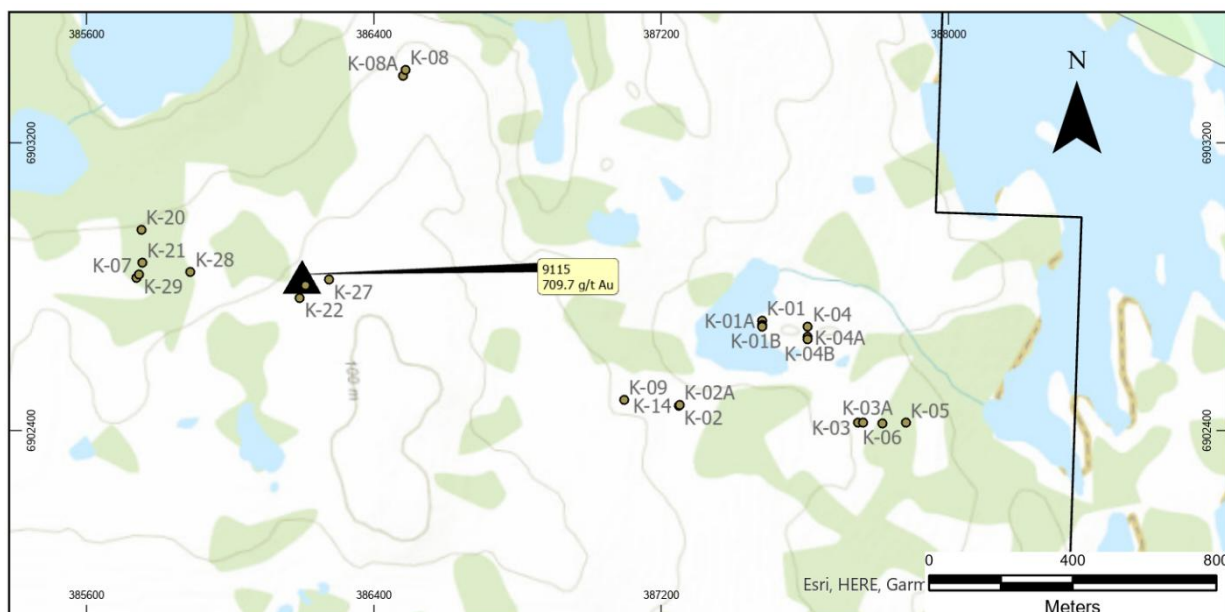 385600
386400
387200
388000
K-08A
K-08
N
6903200
6903200
K-20
K-21
K-07
K-28
K-29
K-27
K-22
9115
709.7 g/t Au
K-01
K-01A
K-01B
K-04
K-04A
K-04B
100 m
K-09
K-14
K-02A
K-02
K-03A
K-03
K-06
K-05
6902400
6902400
0
400
800
Esri, HERE, Garm
Meters
385600
386400
387200